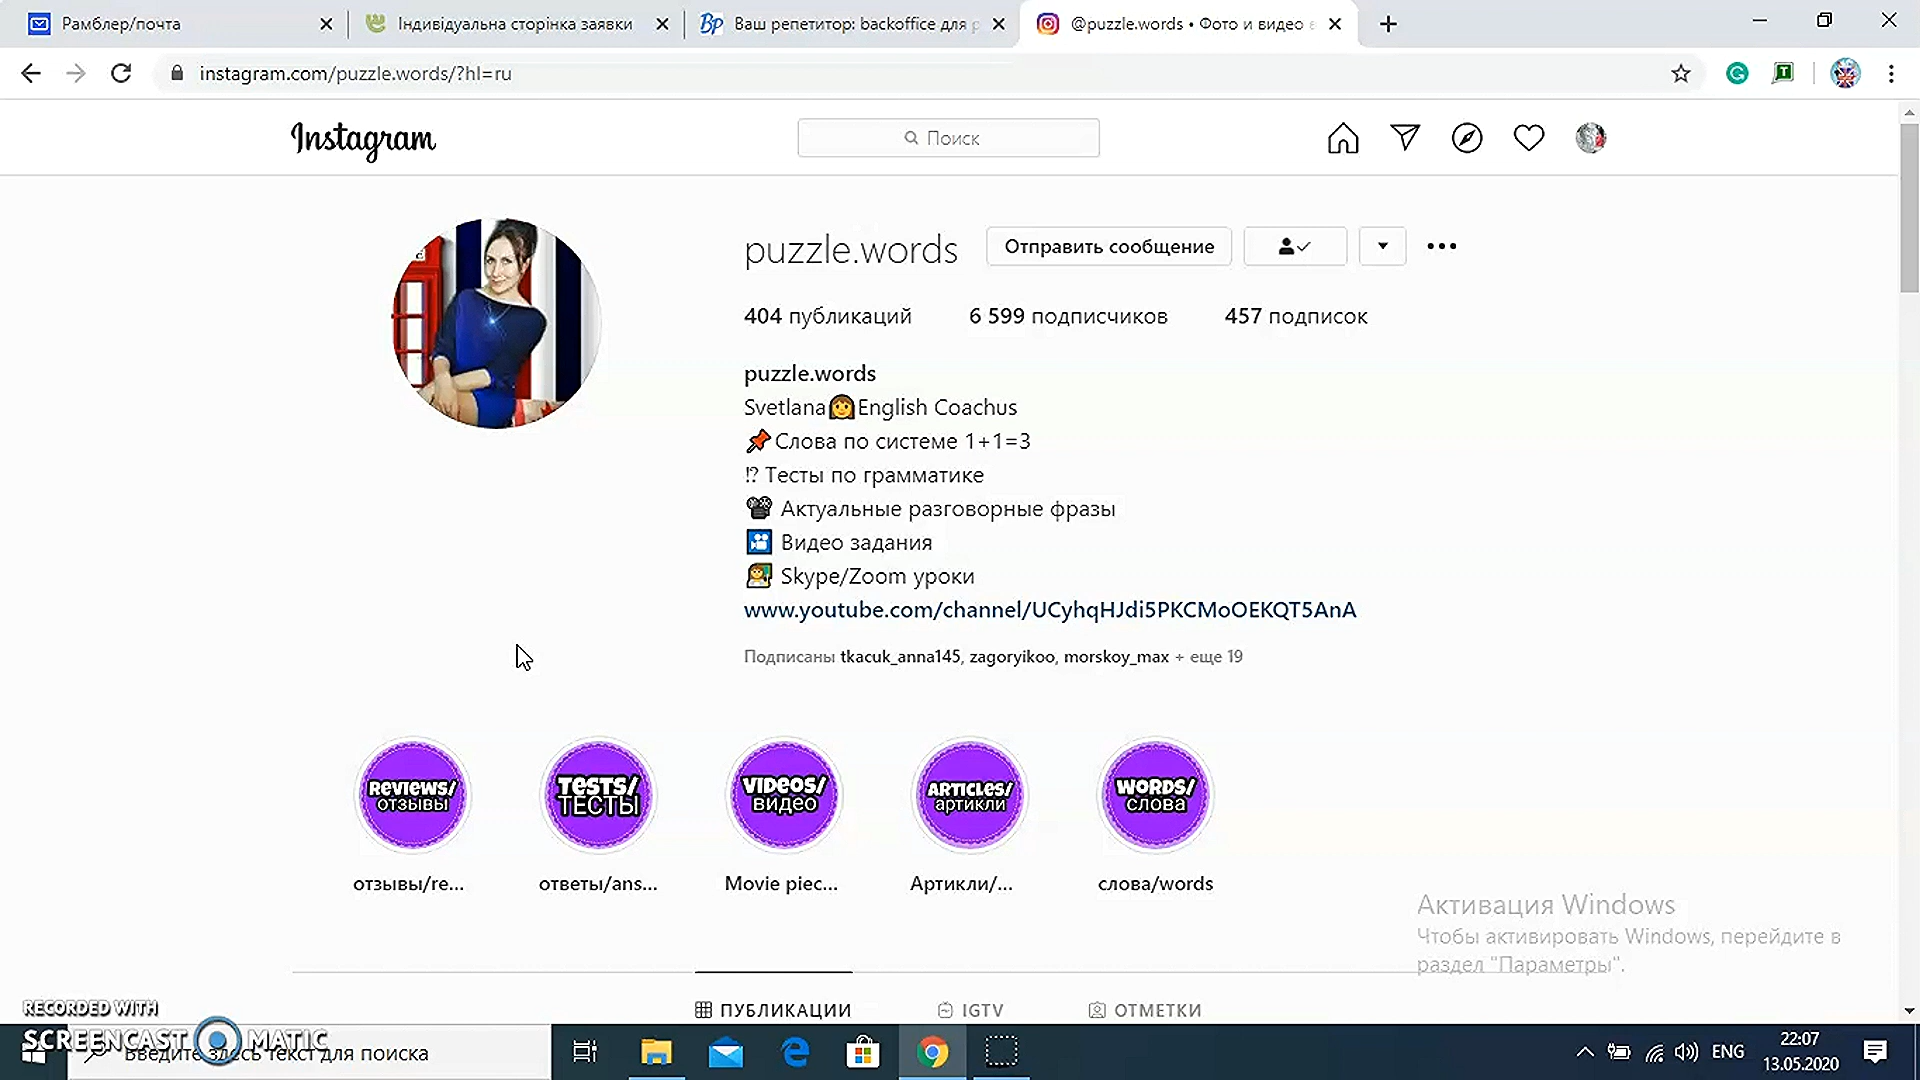 Рамблер/почта
Індивідуальна сторінка заявки
Ваш репетитор: backoffice для р
@puzzle.words • Фото и видео в
instagram.com/puzzle.words/?hl=ru
Instagram
Поиск
puzzle.words
Отправить сообщение
404 публикаций
6 599 подписчиков
457 подписок
puzzle.words
Svetlana👩English Coachus
📌Слова по системе 1+1=3
⁉ Тесты по грамматике
📽 Актуальные разговорные фразы
🎦 Видео задания
👩‍🏫 Skype/Zoom уроки
www.youtube.com/channel/UCyhqHJdi5PKCMoOEKQT5AnA
Подписаны tkacuk_anna145, zagoryikoo, morskoy_max + еще 19
Reviews/
отзывы
Tests/
ТЕСТЫ
Videos/
видео
Articles/
артикли
Words/
слова
отзывы/re...
ответы/ans...
Movie piec...
Артикли/...
слова/words
Активация Windows
Чтобы активировать Windows, перейдите в
раздел "Параметры".
ПУБЛИКАЦИИ
IGTV
ОТМЕТКИ
RECORDED WITH
SCREENCAST MATIC
Введите здесь текст для поиска
ENG
22:07
13.05.2020